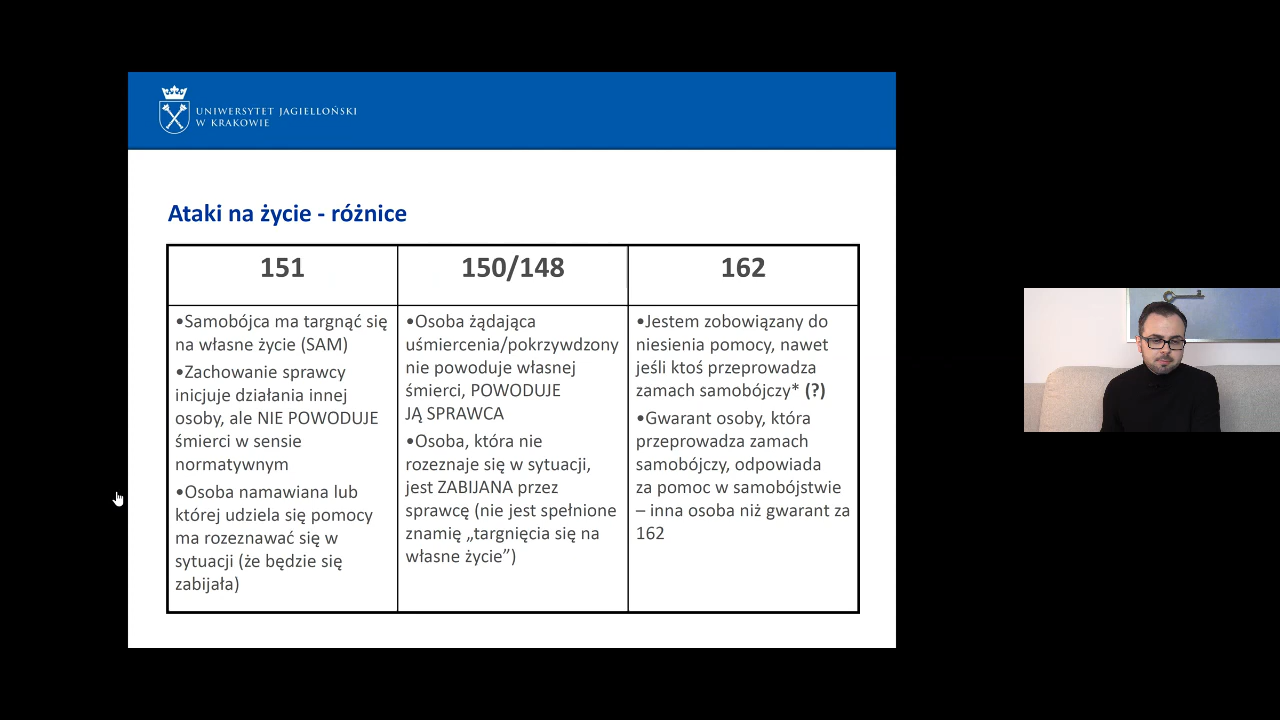 UNIWERSYTET JAGIELLOŃSKI
W KRAKOWIE
Ataki na życie - różnice
151
150/148
162
•Samobójca ma targnąć się
na własne życie (SAM)
•Zachowanie sprawcy
inicjuje działania innej
osoby, ale NIE POWODUJE
śmierci w sensie
normatywnym
•Osoba namawiana lub
której udziela się pomocy
ma rozeznawać się w
sytuacji (że będzie się
zabijała)
•Osoba żądająca
uśmiercenia/pokrzywdzony
nie powoduje własnej
śmierci, POWODUJE
JĄ SPRAWCA
•Osoba, która nie
rozeznaje się w sytuacji,
jest ZABIJANA przez
sprawcę (nie jest spełnione
znamię „targnięcia się na
własne życie”)
•Jestem zobowiązany do
niesienia pomocy, nawet
jeśli ktoś przeprowadza
zamach samobójczy* (?)
•Gwarant osoby, która
przeprowadza zamach
samobójczy, odpowiada
za pomoc w samobójstwie
– inna osoba niż gwarant za
162